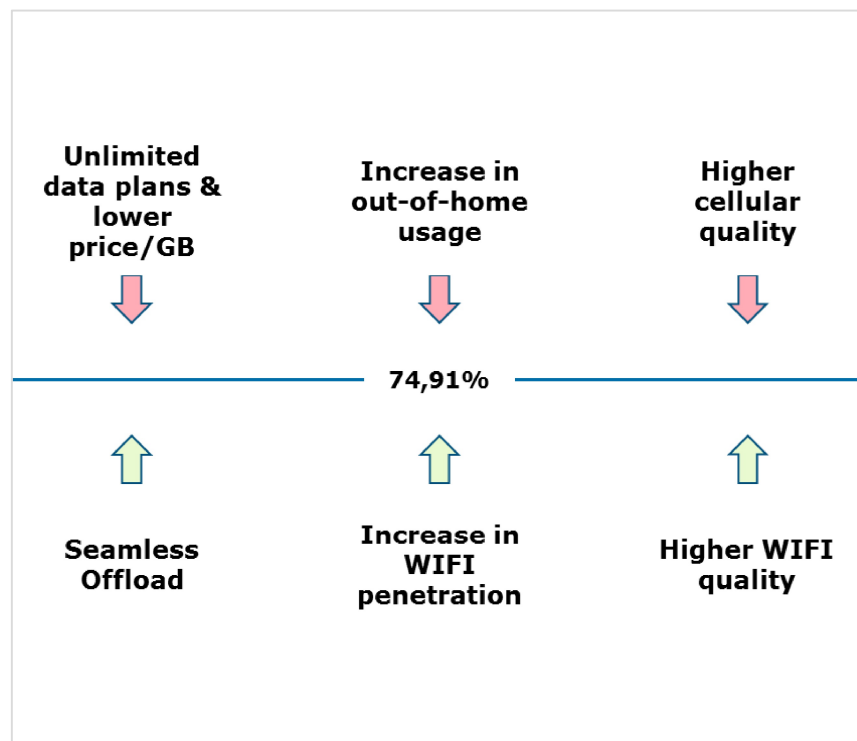 Unlimited
data plans &
lower
price/GB
Increase in
out-of-home
usage
Higher
cellular
quality
74,91%
Seamless
Offload
Increase in
WIFI
penetration
Higher WIFI
quality